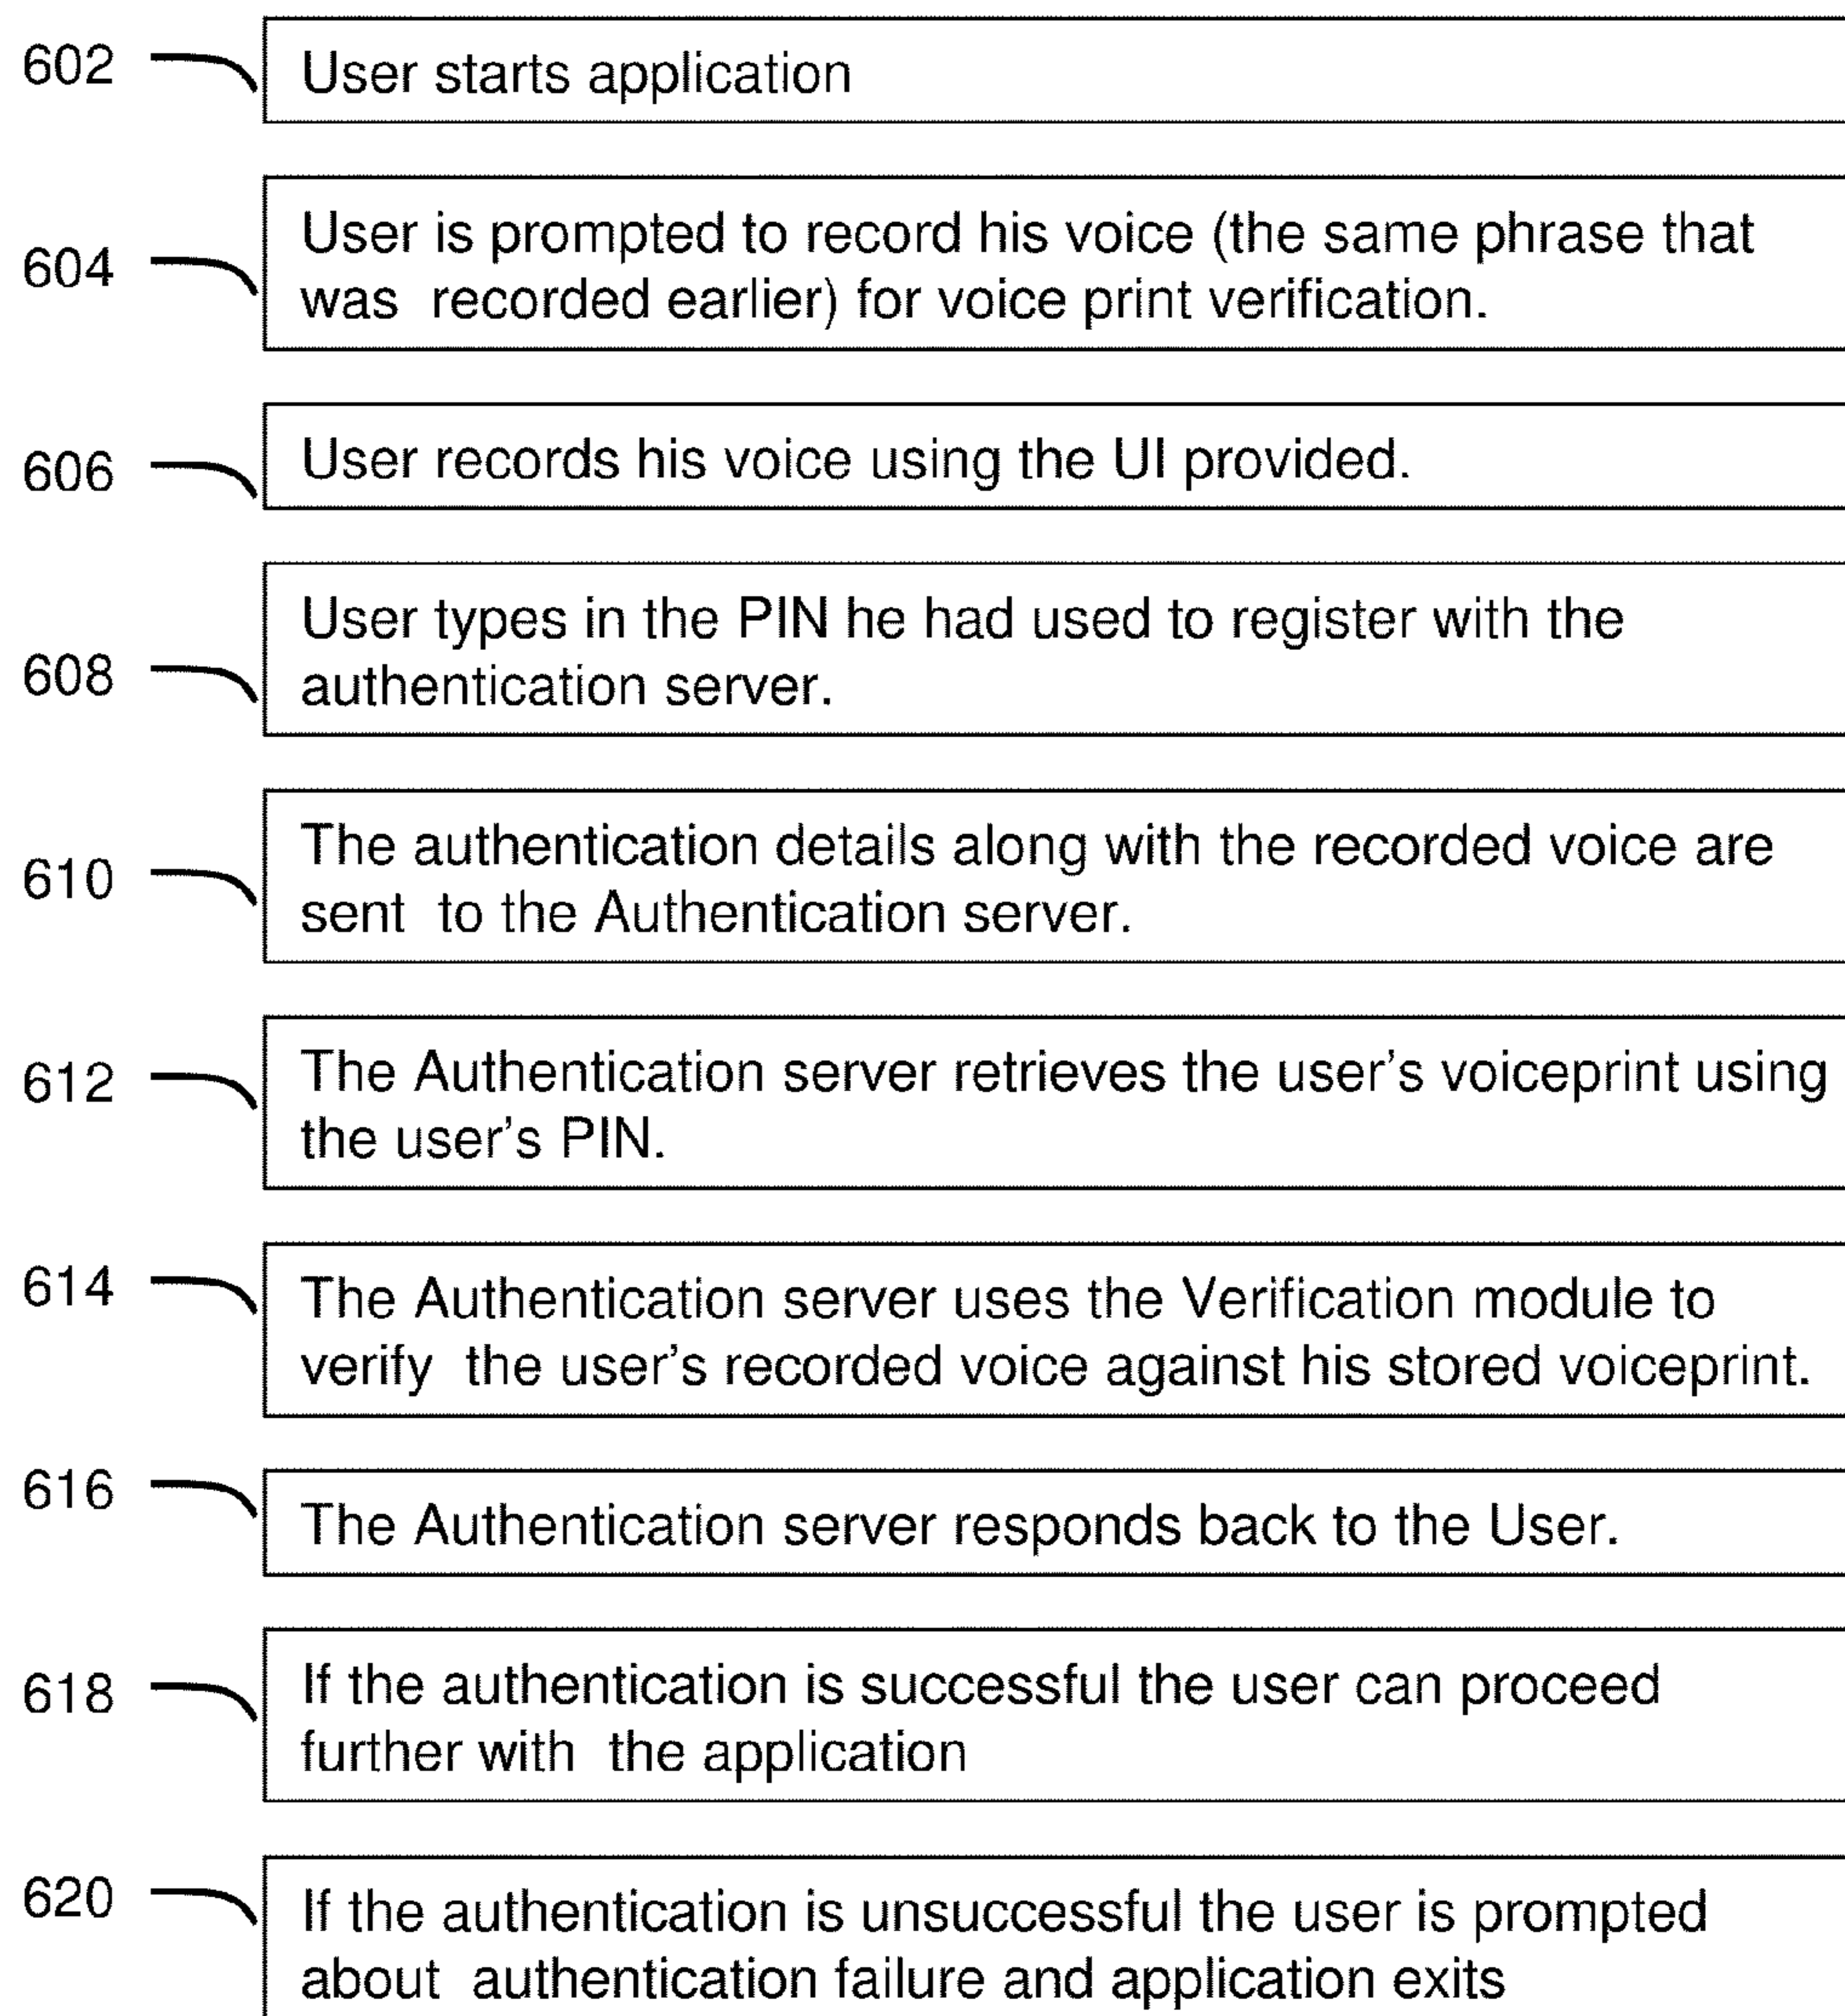 602 User starts application
604 User is prompted to record his voice (the same phrase that
was recorded earlier) for voice print verification.
606 User records his voice using the UI provided.
608 User types in the PIN he had used to register with the
authentication server.
610 The authentication details along with the recorded voice are
sent to the Authentication server.
612 The Authentication server retrieves the user's voiceprint using
the user's PIN.
614 The Authentication server uses the Verification module to
verify the user's recorded voice against his stored voiceprint.
616 The Authentication server responds back to the User.
618 If the authentication is successful the user can proceed
further with the application
620 If the authentication is unsuccessful the user is prompted
about authentication failure and application exits